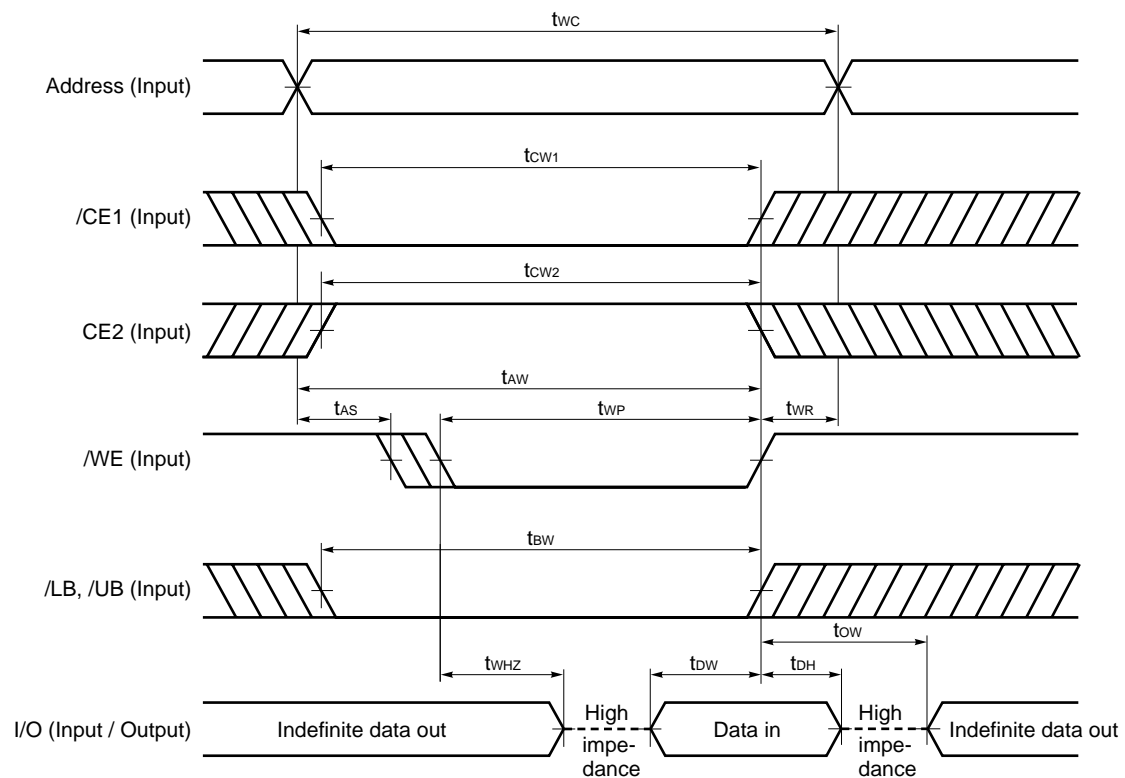 tWC
Address (Input)
tCW1
/CE1 (Input)
tCW2
CE2 (Input)
tAW
tAS
tWP
tWR
/WE (Input)
tBW
/LB, /UB (Input)
tOW
tWHZ
tDW
tDH
I/O (Input / Output)
Indefinite data out
High
impe-
dance
Data in
High
impe-
dance
Indefinite data out